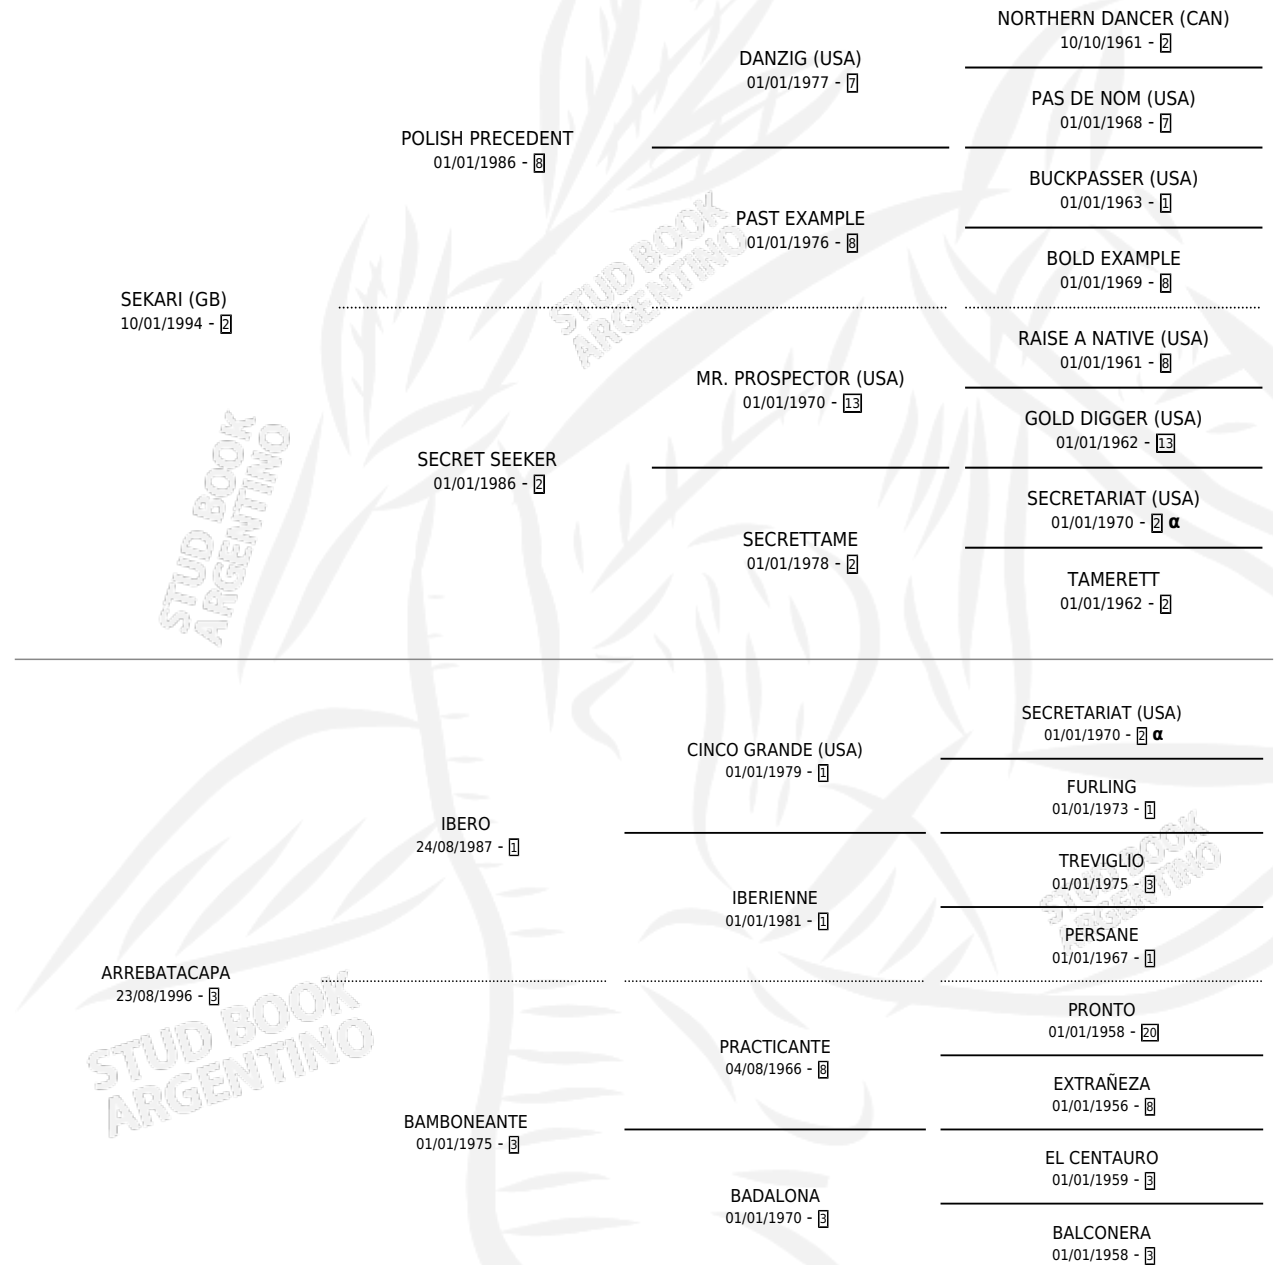 NORTHERN DANCER (CAN)
10/10/1961 - 2
DANZIG (USA)
01/01/1977 - 7
PAS DE NOM (USA)
01/01/1968 - 7
POLISH PRECEDENT
01/01/1986 - 8
BUCKPASSER (USA)
01/01/1963 - 1
PAST EXAMPLE
01/01/1976 - 8
BOLD EXAMPLE
01/01/1969 - 8
SEKARI (GB)
10/01/1994 - 2
RAISE A NATIVE (USA)
01/01/1961 - 8
MR. PROSPECTOR (USA)
01/01/1970 - 13
GOLD DIGGER (USA)
01/01/1962 - 13
SECRET SEEKER
01/01/1986 - 2
SECRETARIAT (USA)
01/01/1970 - 2 α
SECRETTAME
01/01/1978 - 2
TAMERETT
01/01/1962 - 2
SECRETARIAT (USA)
01/01/1970 - 2 α
CINCO GRANDE (USA)
01/01/1979 - 1
FURLING
01/01/1973 - 1
IBERO
24/08/1987 - 1
TREVIGLIO
01/01/1975 - 3
IBERIENNE
01/01/1981 - 1
PERSANE
01/01/1967 - 1
ARREBATACAPA
23/08/1996 - 3
PRONTO
01/01/1958 - 20
PRACTICANTE
04/08/1966 - 8
EXTRAÑEZA
01/01/1956 - 8
BAMBONEANTE
01/01/1975 - 3
EL CENTAURO
01/01/1959 - 3
BADALONA
01/01/1970 - 3
BALCONERA
01/01/1958 - 3
STUD BOOK
ARGENTINO
STUD BOOK
ARGENTINO
STUD BOOK
ARGENTINO
STUD BOOK
ARGENTINO